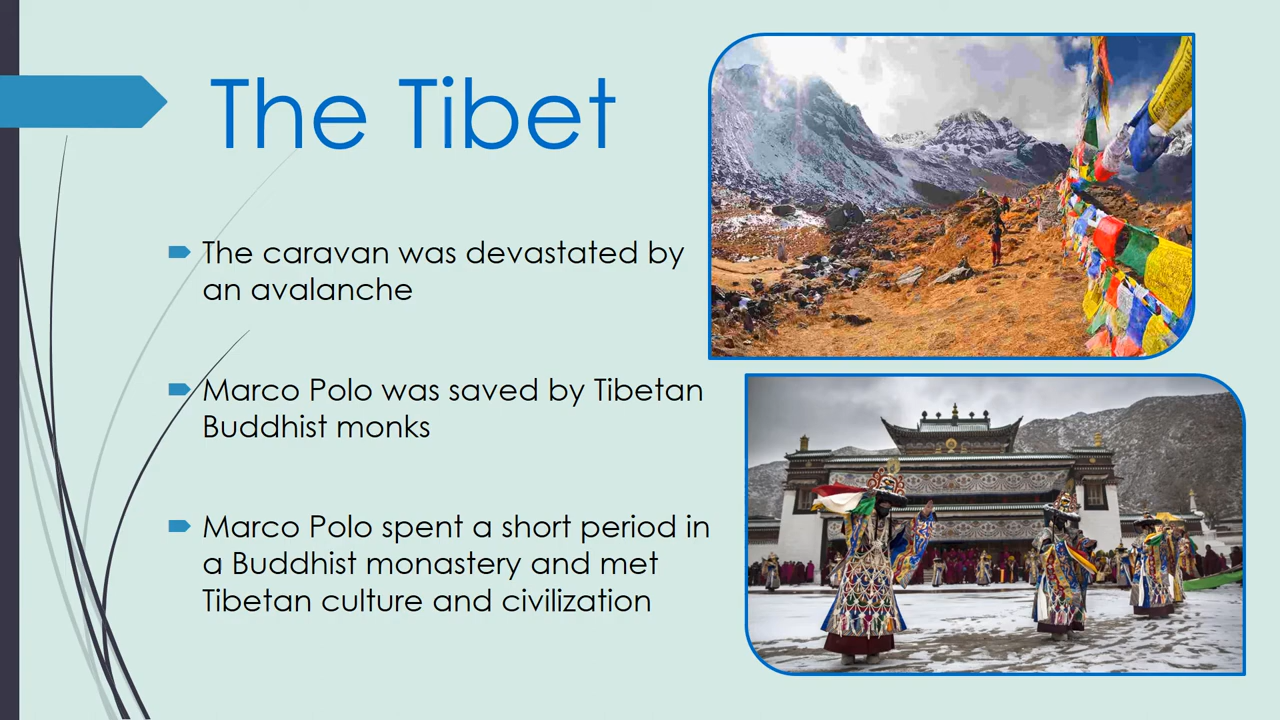 The Tibet
The caravan was devastated by
an avalanche
Marco Polo was saved by Tibetan
Buddhist monks
Marco Polo spent a short period in
a Buddhist monastery and met
Tibetan culture and civilization